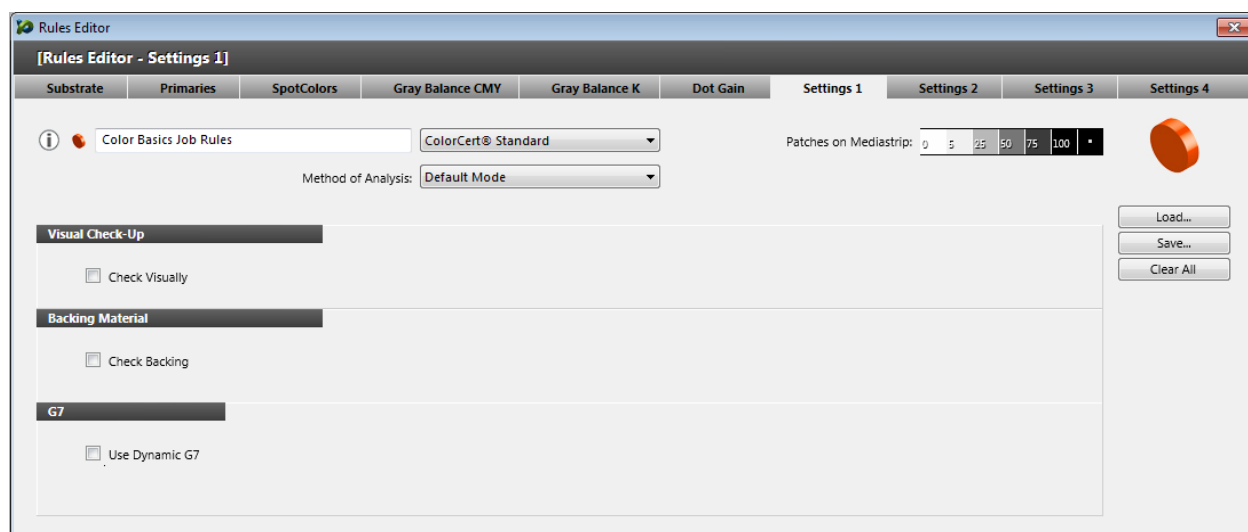 Rules Editor
[Rules Editor - Settings 1]
Substrate Primaries SpotColors Gray Balance CMY Gray Balance K Dot Gain Settings 1 Settings 2 Settings 3 Settings 4
Color Basics Job Rules ColorCert® Standard Patches on Mediastrip: 0 5 25 50 75 100 *
Method of Analysis: Default Mode
Load...
Visual Check-Up
Save...
Check Visually
Clear All
Backing Material
Check Backing
G7
Use Dynamic G7